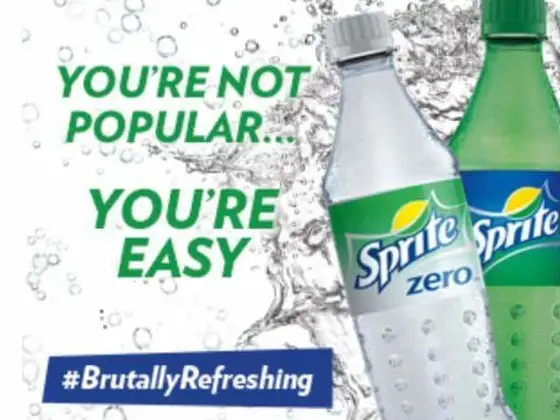 YOU'RE NOT
POPULAR...
YOU'RE
EASY
Sprite
zero
Sprite
#BrutallyRefreshing